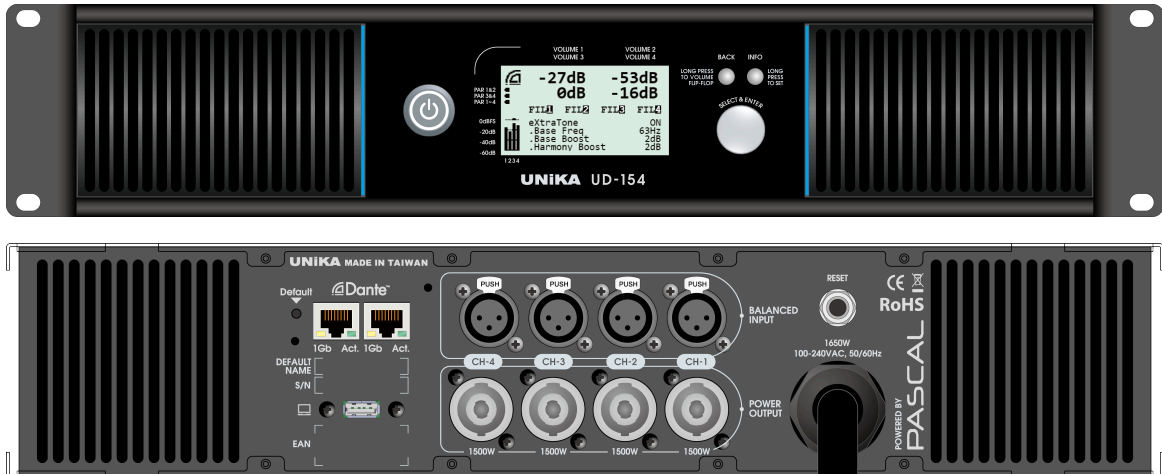 VOLUME 1 VOLUME 2
VOLUME 3 VOLUME 4
BACK INFO
LONG PRESS
TO VOLUME
FLIP-FLOP
LONG
PRESS
TO SET
SELECT & ENTER
PAR 1&2
PAR 3&4
PAR 1~4
-27dB -53dB
0dB -16dB
FIL1 FIL2 FIL3 FIL4
eXtraTone ON
.Base Freq 63Hz
.Base Boost 2dB
.Harmony Boost 2dB
0dBFS
-20dB
-40dB
-60dB
1234
UNiKA UD-154
UNiKA MADE IN TAIWAN
Default
Dante™
1Gb Act. 1Gb Act.
DEFAULT
NAME
S/N
EAN
PUSH PUSH PUSH PUSH
BALANCED
INPUT
CH-4 CH-3 CH-2 CH-1
POWER
OUTPUT
1500W 1500W 1500W 1500W
RESET
1650W
100-240VAC, 50/60Hz
CE
RoHS
POWERED BY
PASCAL